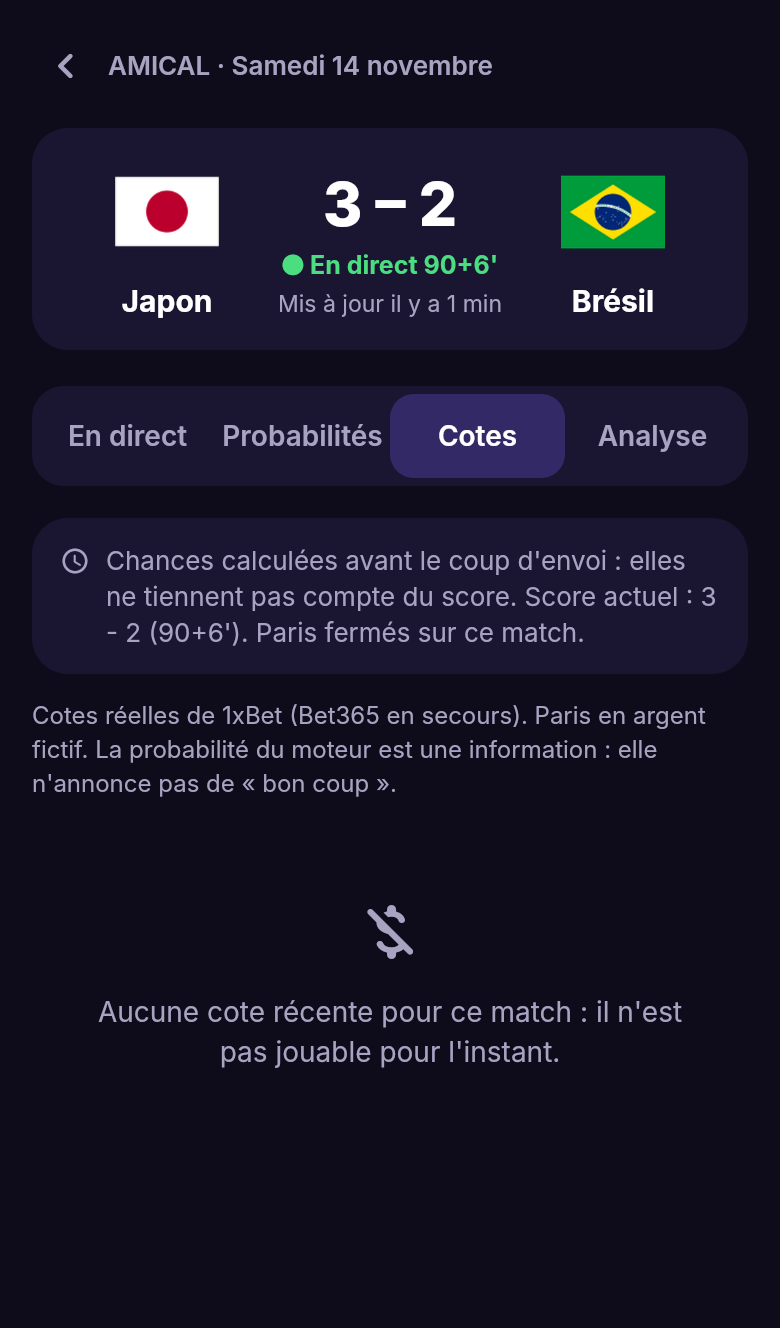 AMICAL · Samedi 14 novembre
3 – 2
En direct 90+6'
Mis à jour il y a 1 min
Japon
Brésil
En direct
Probabilités
Cotes
Analyse
Chances calculées avant le coup d'envoi : elles
ne tiennent pas compte du score. Score actuel : 3
- 2 (90+6'). Paris fermés sur ce match.
Cotes réelles de 1xBet (Bet365 en secours). Paris en argent
fictif. La probabilité du moteur est une information : elle
n'annonce pas de « bon coup ».
Aucune cote récente pour ce match : il n'est
pas jouable pour l'instant.